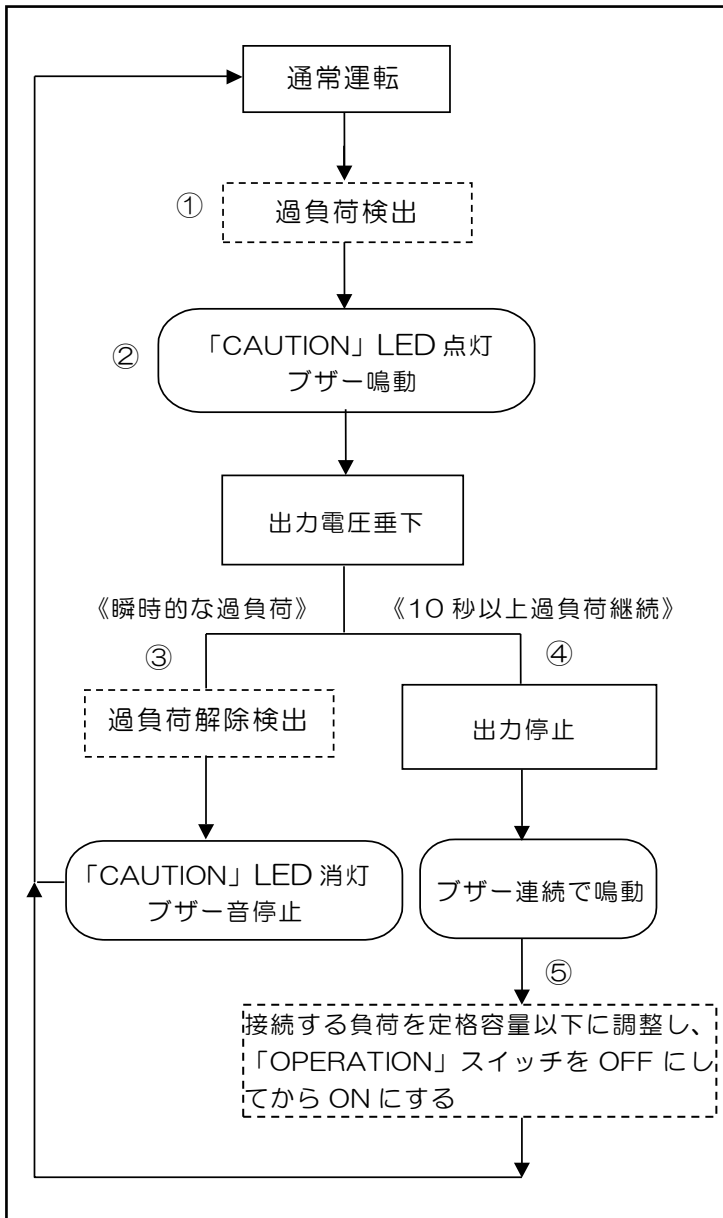 通常運転
①
過負荷検出
②
「CAUTION」LED 点灯
ブザー鳴動
出力電圧垂下
《瞬時的な過負荷》
《10 秒以上過負荷継続》
③
過負荷解除検出
④
出力停止
「CAUTION」LED 消灯
ブザー音停止
ブザー連続で鳴動
⑤
接続する負荷を定格容量以下に調整し、
「OPERATION」スイッチを OFF にし
てから ON にする